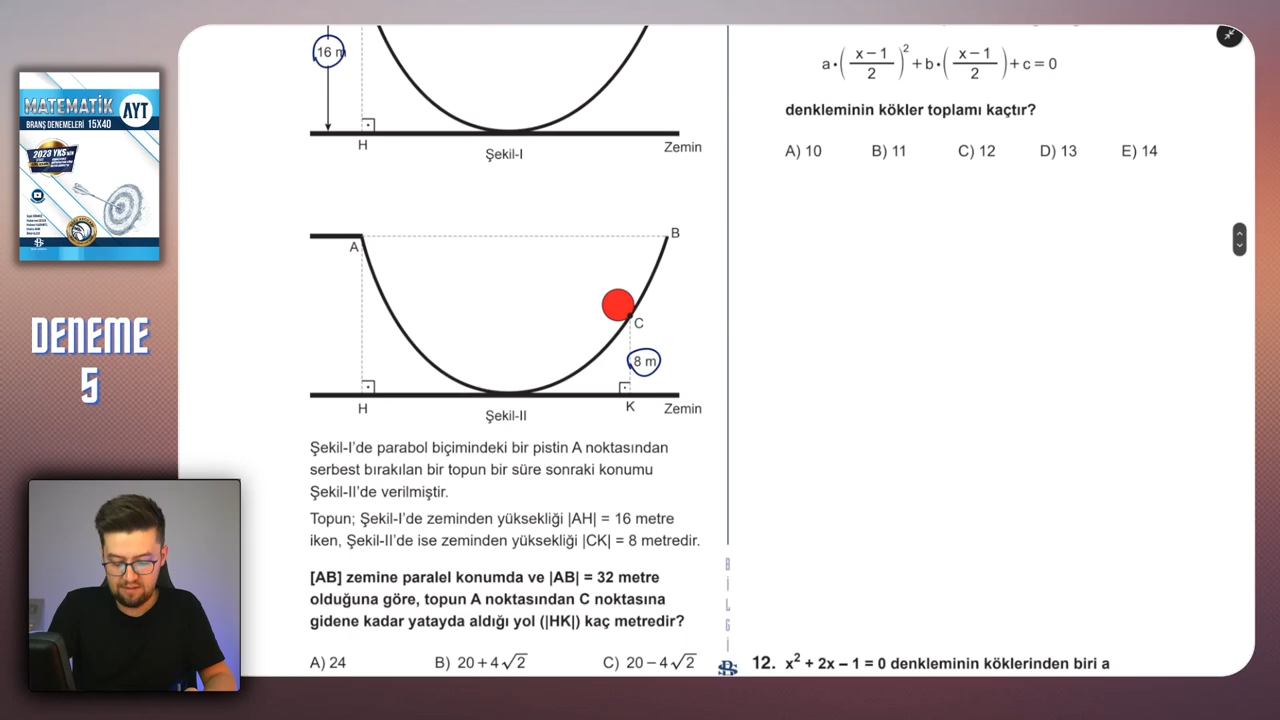 MATEMATİK
AYT
BRANŞ DENEMELERİ 15X40
2023 YKS'NİN
DENEME
5
16 m
H
Şekil-I
Zemin
A
B
C
8 m
H
Şekil-II
K
Zemin
Şekil-I'de parabol biçimindeki bir pistin A noktasından
serbest bırakılan bir topun bir süre sonraki konumu
Şekil-II'de verilmiştir.
Topun; Şekil-I'de zeminden yüksekliği |AH| = 16 metre
iken, Şekil-II'de ise zeminden yüksekliği |CK| = 8 metredir.
[AB] zemine paralel konumda ve |AB| = 32 metre
olduğuna göre, topun A noktasından C noktasına
gidene kadar yatayda aldığı yol (|HK|) kaç metredir?
A) 24 B) 20 + 4√2 C) 20 – 4√2
BİLGİ
a•((x – 1)/2)² + b•((x – 1)/2) + c = 0
denkleminin kökler toplamı kaçtır?
A) 10 B) 11 C) 12 D) 13 E) 14
12. x² + 2x – 1 = 0 denkleminin köklerinden biri a